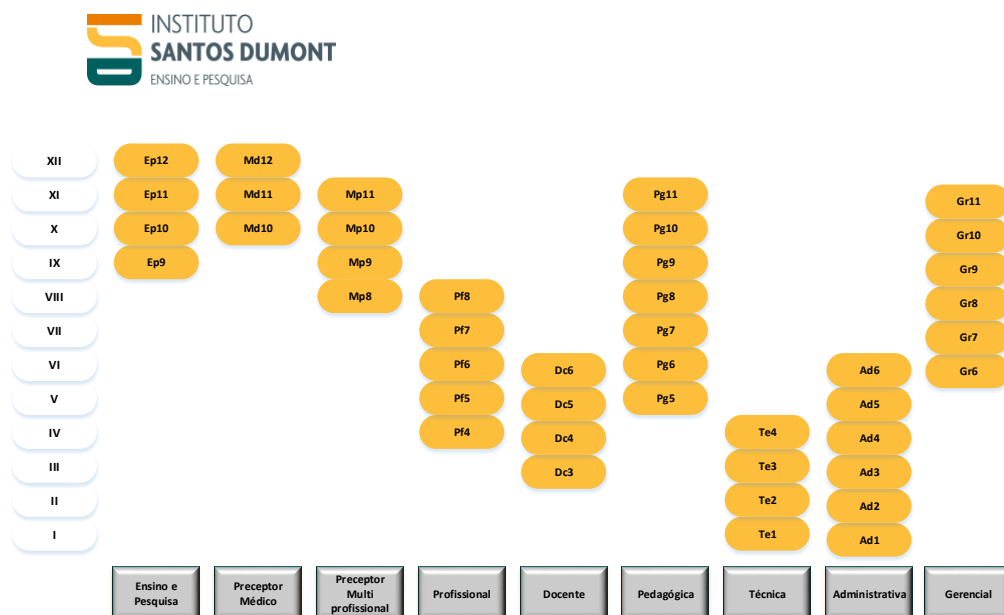 INSTITUTO
SANTOS DUMONT
ENSINO E PESQUISA
XII Ep12 Md12
XI Ep11 Md11 Mp11 Pg11 Gr11
X Ep10 Md10 Mp10 Pg10 Gr10
IX Ep9 Mp9 Pg9 Gr9
VIII Mp8 Pf8 Pg8 Gr8
VII Pf7 Pg7 Gr7
VI Pf6 Dc6 Pg6 Ad6 Gr6
V Pf5 Dc5 Pg5 Ad5
IV Pf4 Dc4 Te4 Ad4
III Dc3 Te3 Ad3
II Te2 Ad2
I Te1 Ad1
Ensino e
Pesquisa
Preceptor
Médico
Preceptor
Multi
profissional
Profissional
Docente
Pedagógica
Técnica
Administrativa
Gerencial